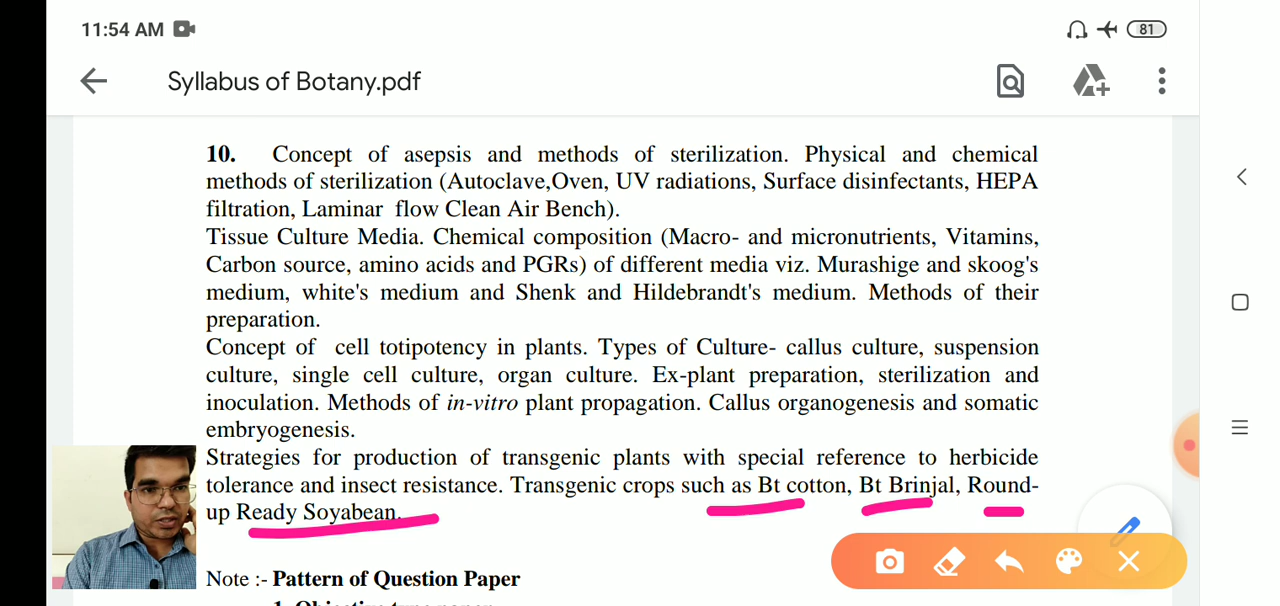 11:54 AM
81
Syllabus of Botany.pdf
10. Concept of asepsis and methods of sterilization. Physical and chemical
methods of sterilization (Autoclave,Oven, UV radiations, Surface disinfectants, HEPA
filtration, Laminar flow Clean Air Bench).
Tissue Culture Media. Chemical composition (Macro- and micronutrients, Vitamins,
Carbon source, amino acids and PGRs) of different media viz. Murashige and skoog's
medium, white's medium and Shenk and Hildebrandt's medium. Methods of their
preparation.
Concept of cell totipotency in plants. Types of Culture- callus culture, suspension
culture, single cell culture, organ culture. Ex-plant preparation, sterilization and
inoculation. Methods of in-vitro plant propagation. Callus organogenesis and somatic
embryogenesis.
Strategies for production of transgenic plants with special reference to herbicide
tolerance and insect resistance. Transgenic crops such as Bt cotton, Bt Brinjal, Round-
up Ready Soyabean.
Note :- Pattern of Question Paper
1. Objective type paper